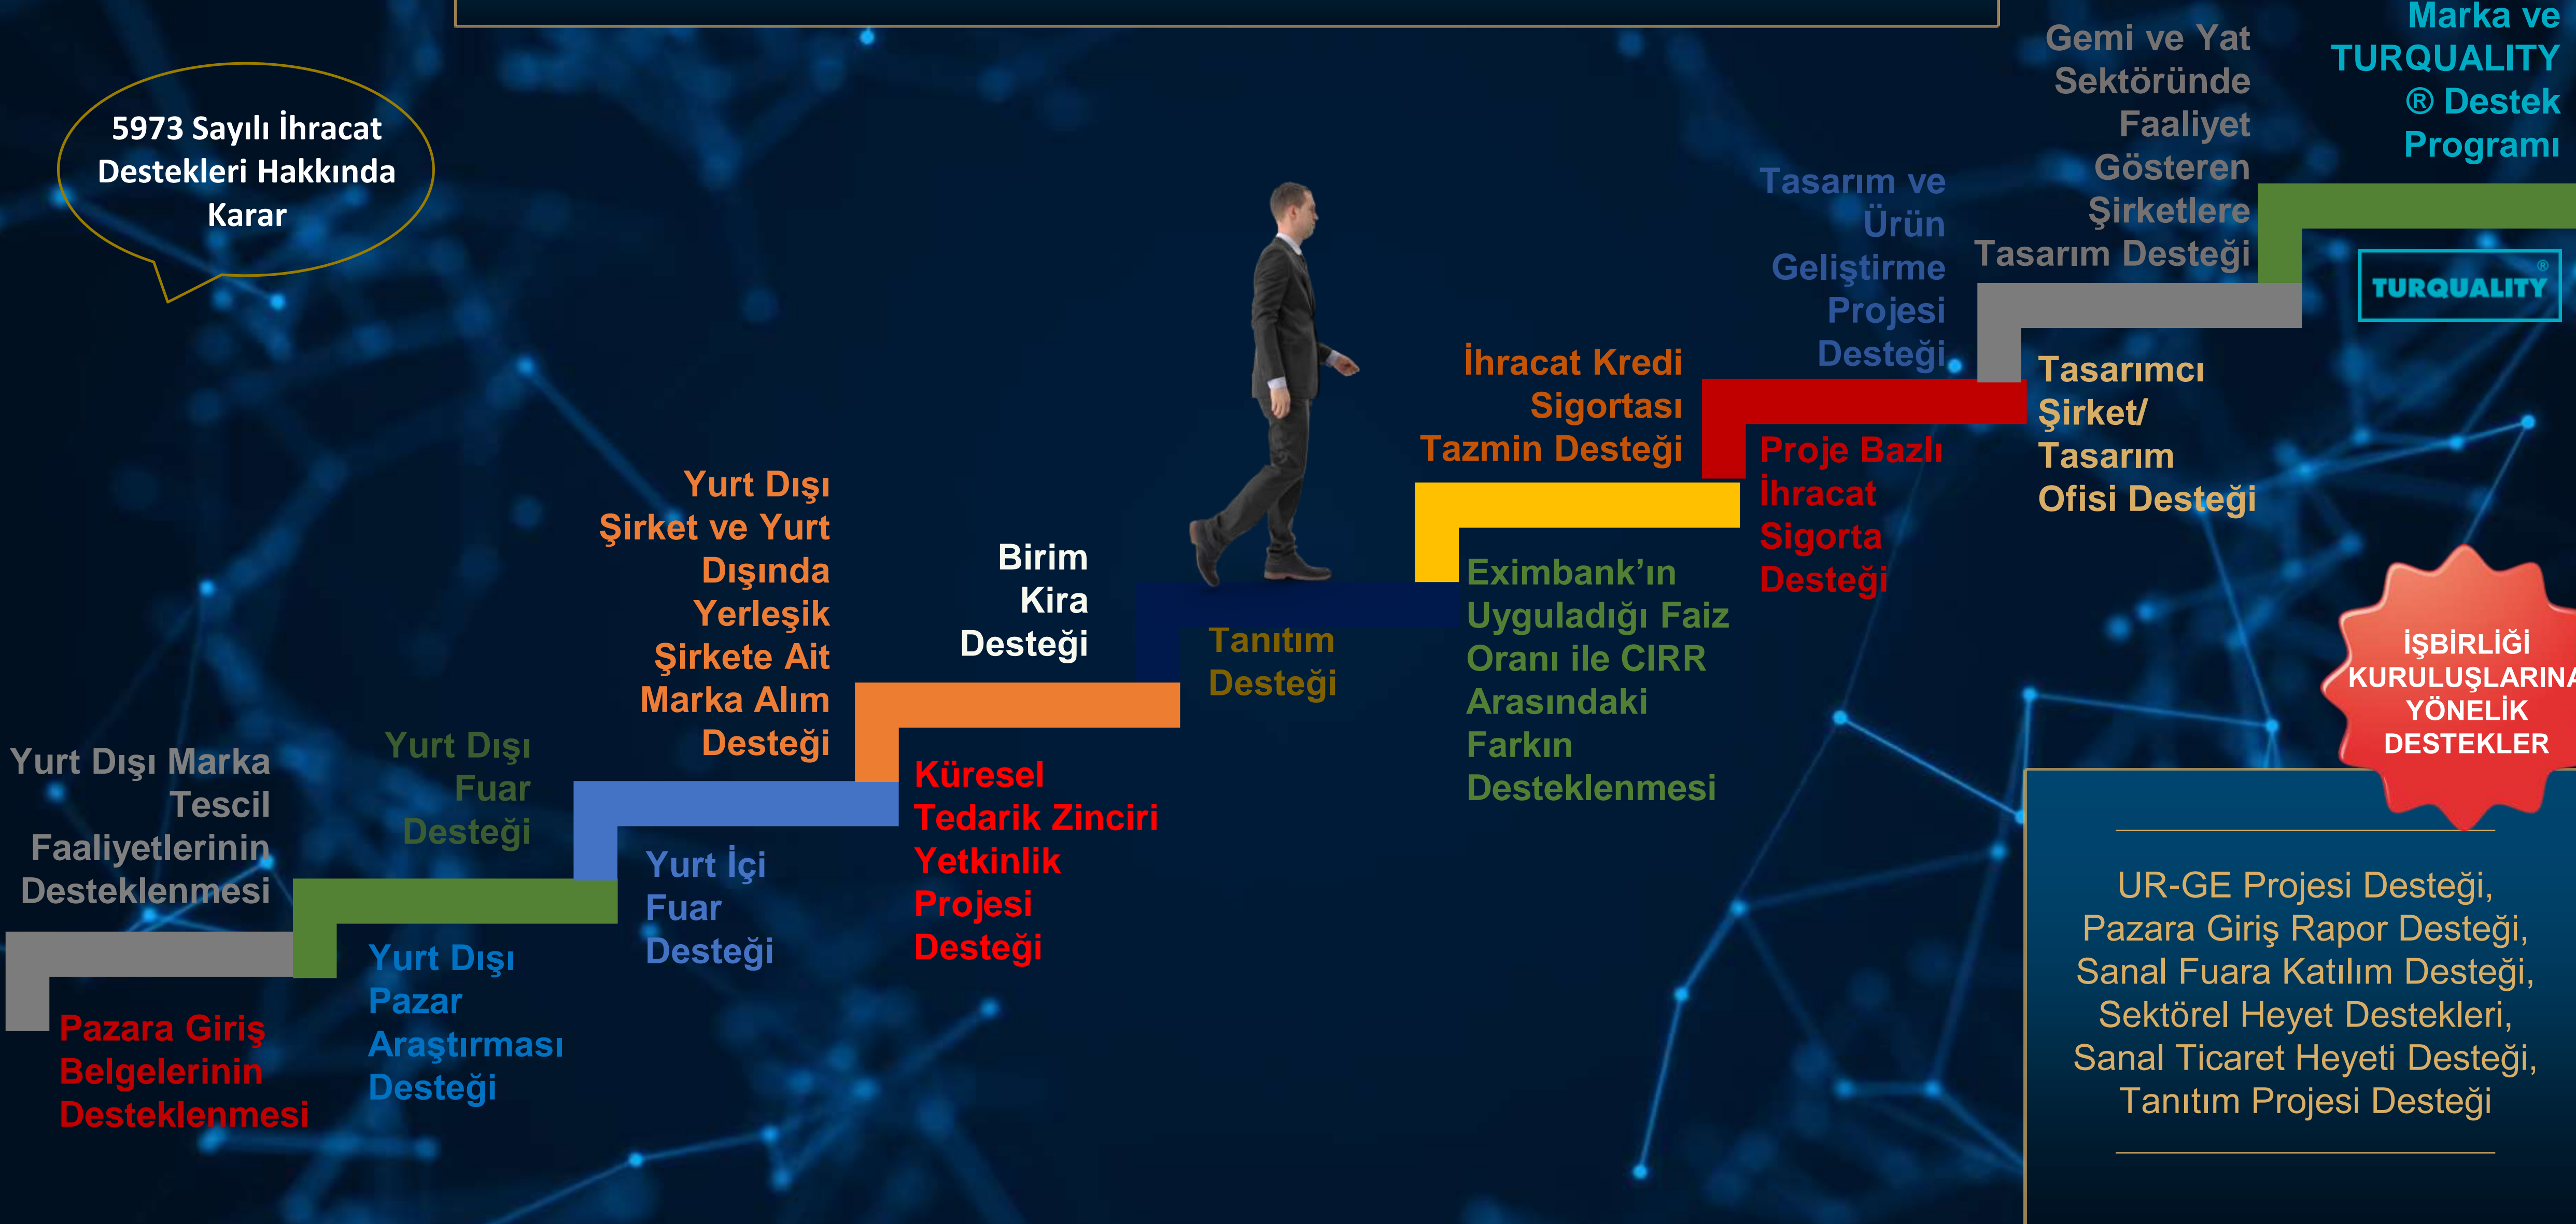 5973 Sayılı İhracat
Destekleri Hakkında
Karar
Yurt Dışı Marka
Tescil
Faaliyetlerinin
Desteklenmesi
Pazara Giriş
Belgelerinin
Desteklenmesi
Yurt Dışı
Fuar
Desteği
Yurt Dışı
Pazar
Araştırması
Desteği
Yurt Dışı
Şirket ve Yurt
Dışında
Yerleşik
Şirkete Ait
Marka Alım
Desteği
Yurt İçi
Fuar
Desteği
Birim
Kira
Desteği
Küresel
Tedarik Zinciri
Yetkinlik
Projesi
Desteği
Tanıtım
Desteği
İhracat Kredi
Sigortası
Tazmin Desteği
Eximbank’ın
Uyguladığı Faiz
Oranı ile CIRR
Arasındaki
Farkın
Desteklenmesi
Tasarım ve
Ürün
Geliştirme
Projesi
Desteği
Proje Bazlı
İhracat
Sigorta
Desteği
Gemi ve Yat
Sektöründe
Faaliyet
Gösteren
Şirketlere
Tasarım Desteği
Tasarımcı
Şirket/
Tasarım
Ofisi Desteği
Marka ve
TURQUALITY
® Destek
Programı
TURQUALITY®
İŞBİRLİĞİ
KURULUŞLARINA
YÖNELİK
DESTEKLER
UR-GE Projesi Desteği,
Pazara Giriş Rapor Desteği,
Sanal Fuara Katılım Desteği,
Sektörel Heyet Destekleri,
Sanal Ticaret Heyeti Desteği,
Tanıtım Projesi Desteği